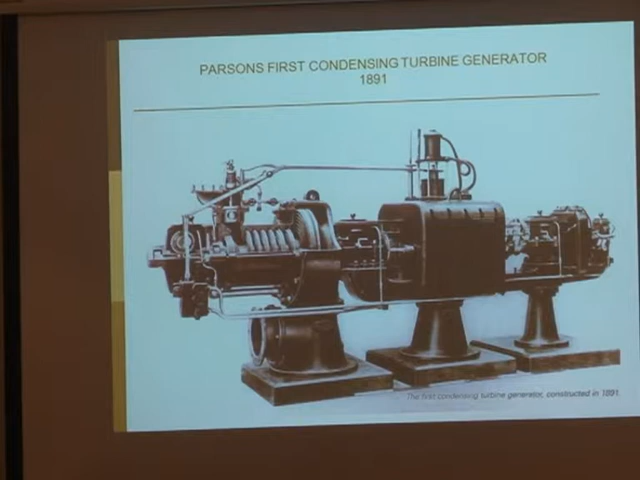 PARSONS FIRST CONDENSING TURBINE GENERATOR
1891
The first condensing turbine generator, constructed in 1891.